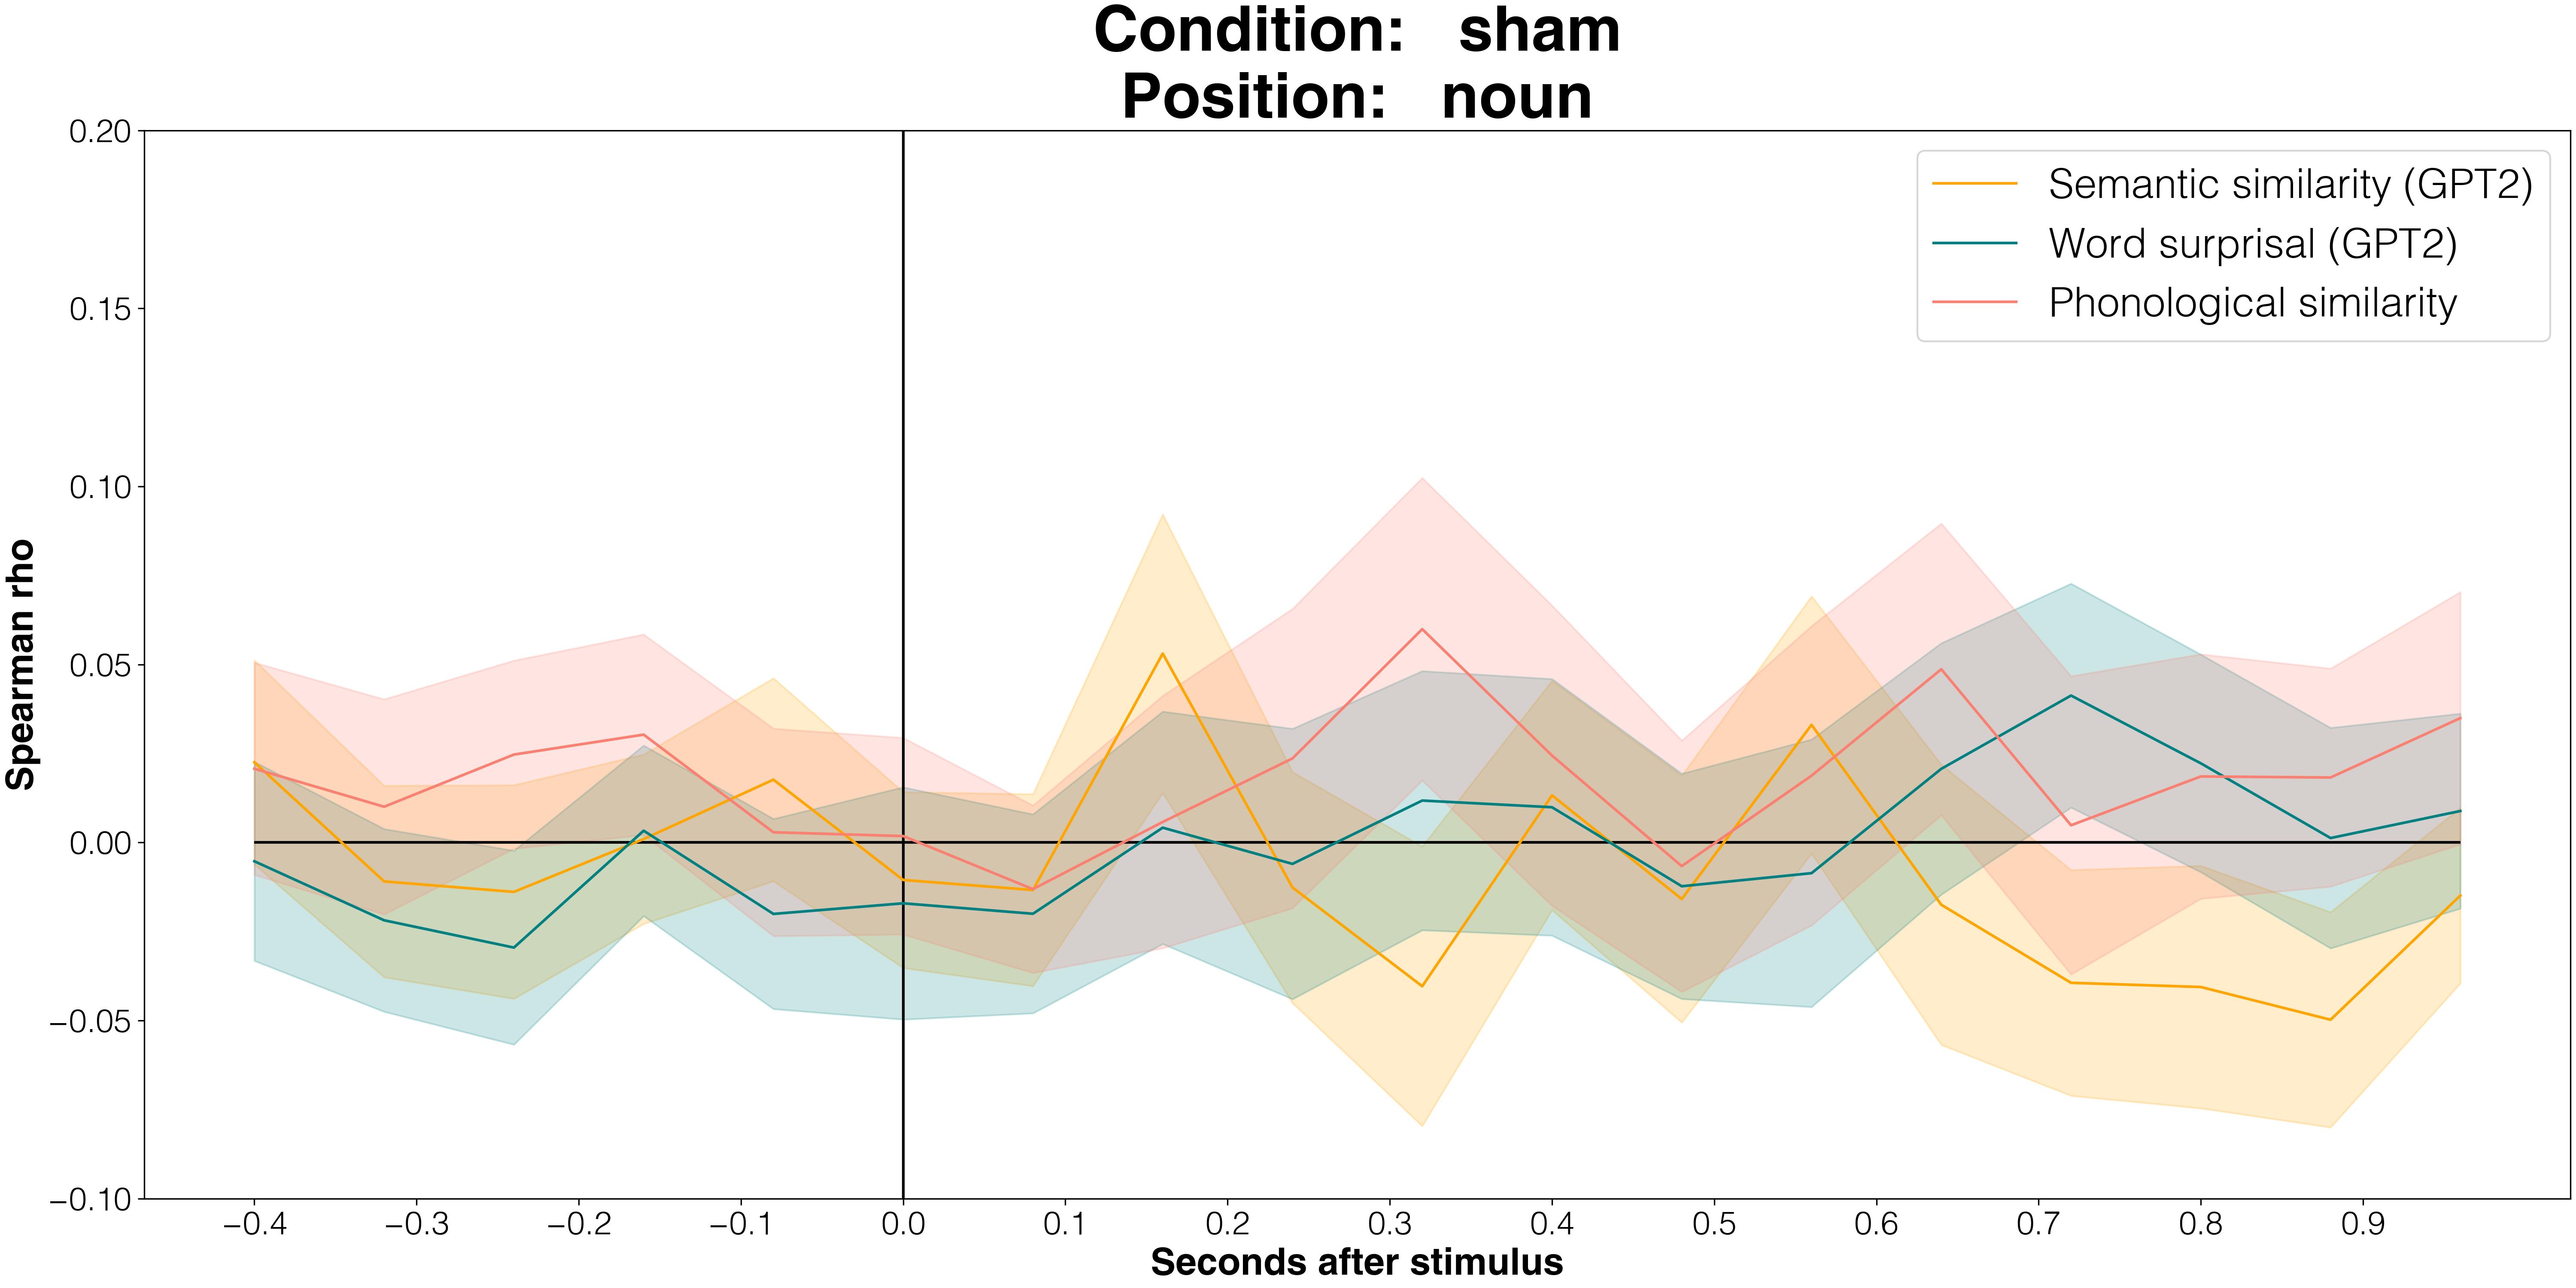 Condition: sham
Position: noun
0.20
0.15
0.10
0.05
0.00
−0.05
−0.10
Spearman rho
Semantic similarity (GPT2)
Word surprisal (GPT2)
Phonological similarity
−0.4 −0.3 −0.2 −0.1 0.0 0.1 0.2 0.3 0.4 0.5 0.6 0.7 0.8 0.9
Seconds after stimulus